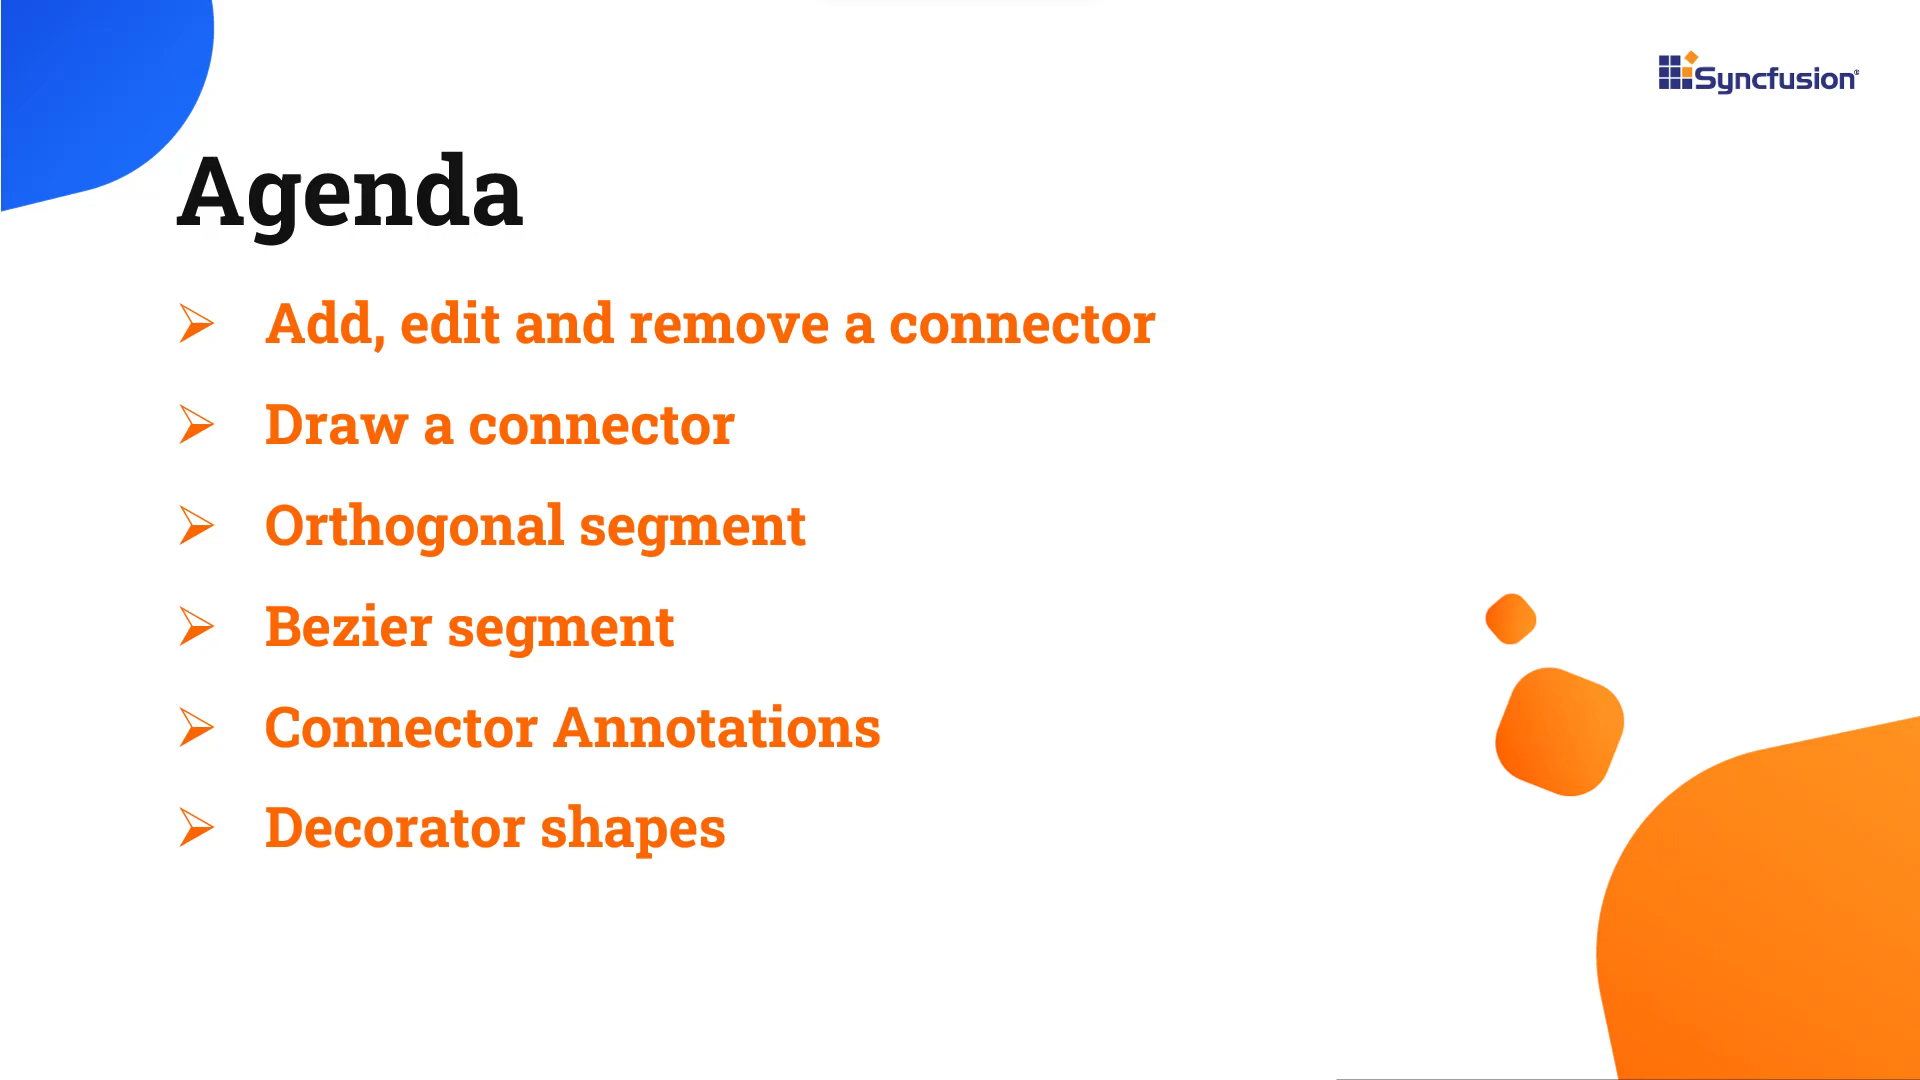 Syncfusion®
Agenda
➢ Add, edit and remove a connector
➢ Draw a connector
➢ Orthogonal segment
➢ Bezier segment
➢ Connector Annotations
➢ Decorator shapes